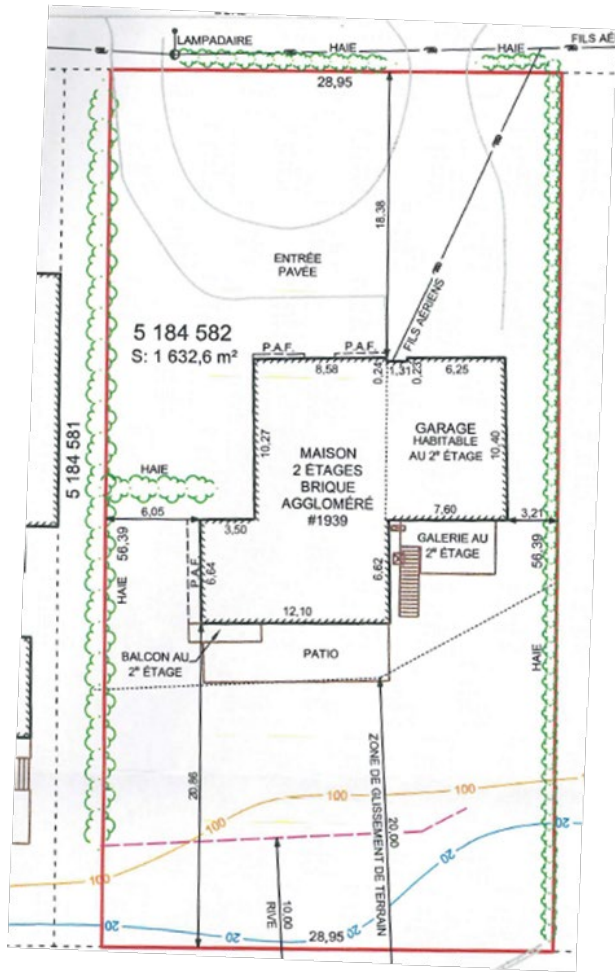 LAMPADAIRE
HAIE
HAIE
28,95
18,38
ENTRÉE
PAVÉE
FILS AÉRIENS
5 184 582
S: 1 632,6 m²
P.A.F.
P.A.F.
8,58
0,24
1,31
0,23
6,25
5 184 581
10,27
MAISON
2 ÉTAGES
BRIQUE
AGGLOMÉRÉ
#1939
GARAGE
HABITABLE
AU 2ᵉ ÉTAGE
10,40
HAIE
6,05
3,50
7,60
3,21
56,39
HAIE
P.A.F.
6,64
6,62
GALERIE AU
2ᵉ ÉTAGE
56,39
12,10
HAIE
BALCON AU
2ᵉ ÉTAGE
PATIO
20,86
ZONE DE GLISSEMENT DE TERRAIN
20,00
100
100
100
100
20
20
10,00
RIVE
20
20
28,95